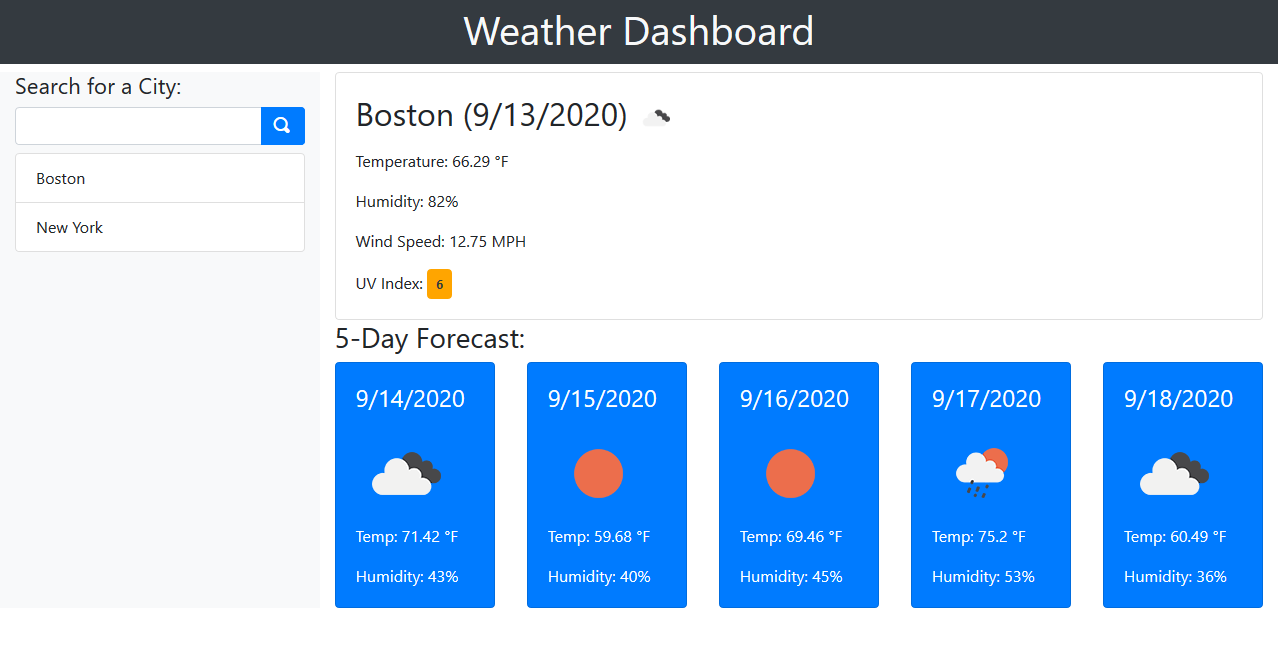 Weather Dashboard
Search for a City:
Boston
New York
Boston (9/13/2020)
Temperature: 66.29 °F
Humidity: 82%
Wind Speed: 12.75 MPH
UV Index: 6
5-Day Forecast:
9/14/2020
Temp: 71.42 °F
Humidity: 43%
9/15/2020
Temp: 59.68 °F
Humidity: 40%
9/16/2020
Temp: 69.46 °F
Humidity: 45%
9/17/2020
Temp: 75.2 °F
Humidity: 53%
9/18/2020
Temp: 60.49 °F
Humidity: 36%